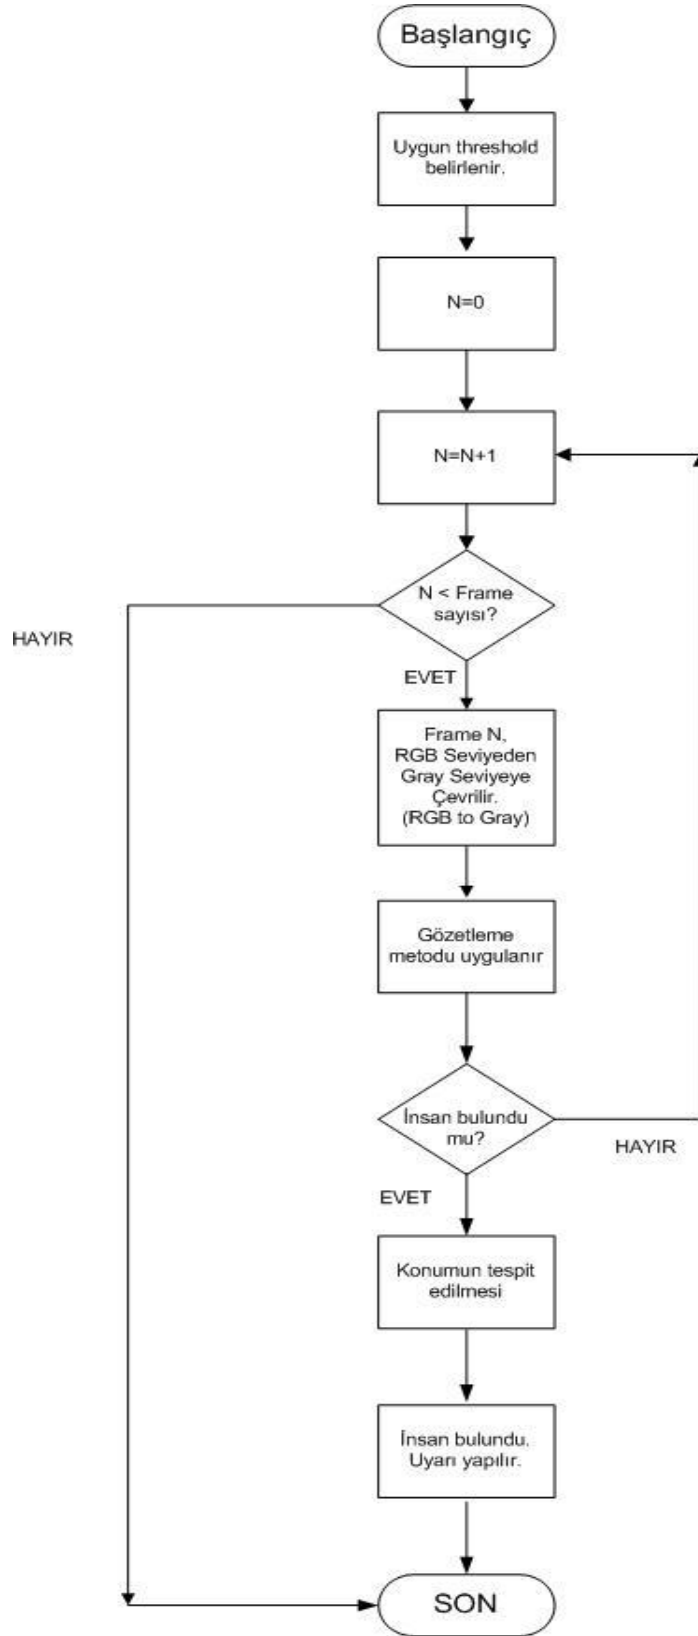 Başlangıç
Uygun threshold
belirlenir.
N=0
N=N+1
N < Frame
sayısı?
HAYIR
EVET
Frame N,
RGB Seviyeden
Gray Seviyeye
Çevrilir.
(RGB to Gray)
Gözetleme
metodu uygulanır
İnsan bulundu
mu?
HAYIR
EVET
Konumun tespit
edilmesi
İnsan bulundu.
Uyarı yapılır.
SON